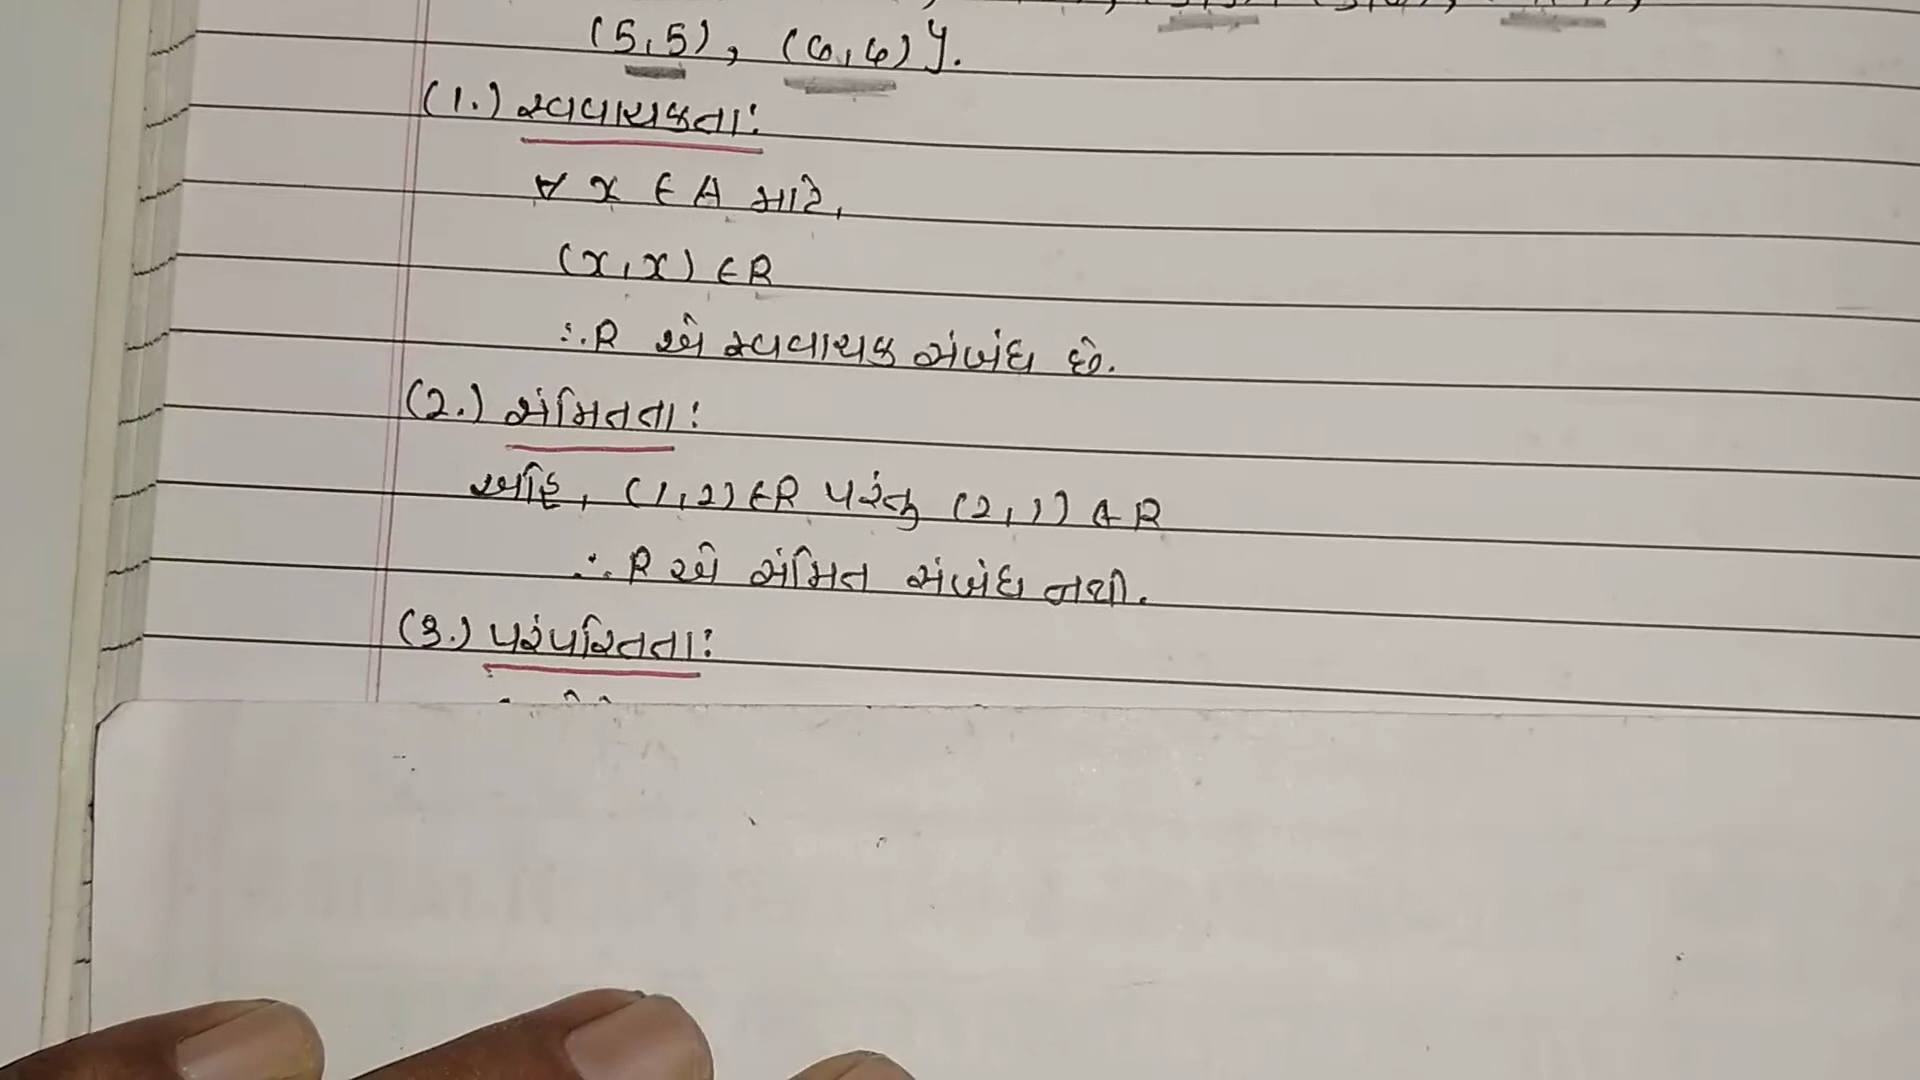 (5,5), (6,6)}.
(1.) સ્વવાચકતા:
∀ x ∈ A માટે,
(x,x) ∈ R
∴ R એ સ્વવાચક સંબંધ છે.
(2.) સંમિતતા:
અહિં, (1,2) ∈ R પરંતુ (2,1) ∉ R
∴ R એ સંમિત સંબંધ નથી.
(3.) પરંપરિતતા: